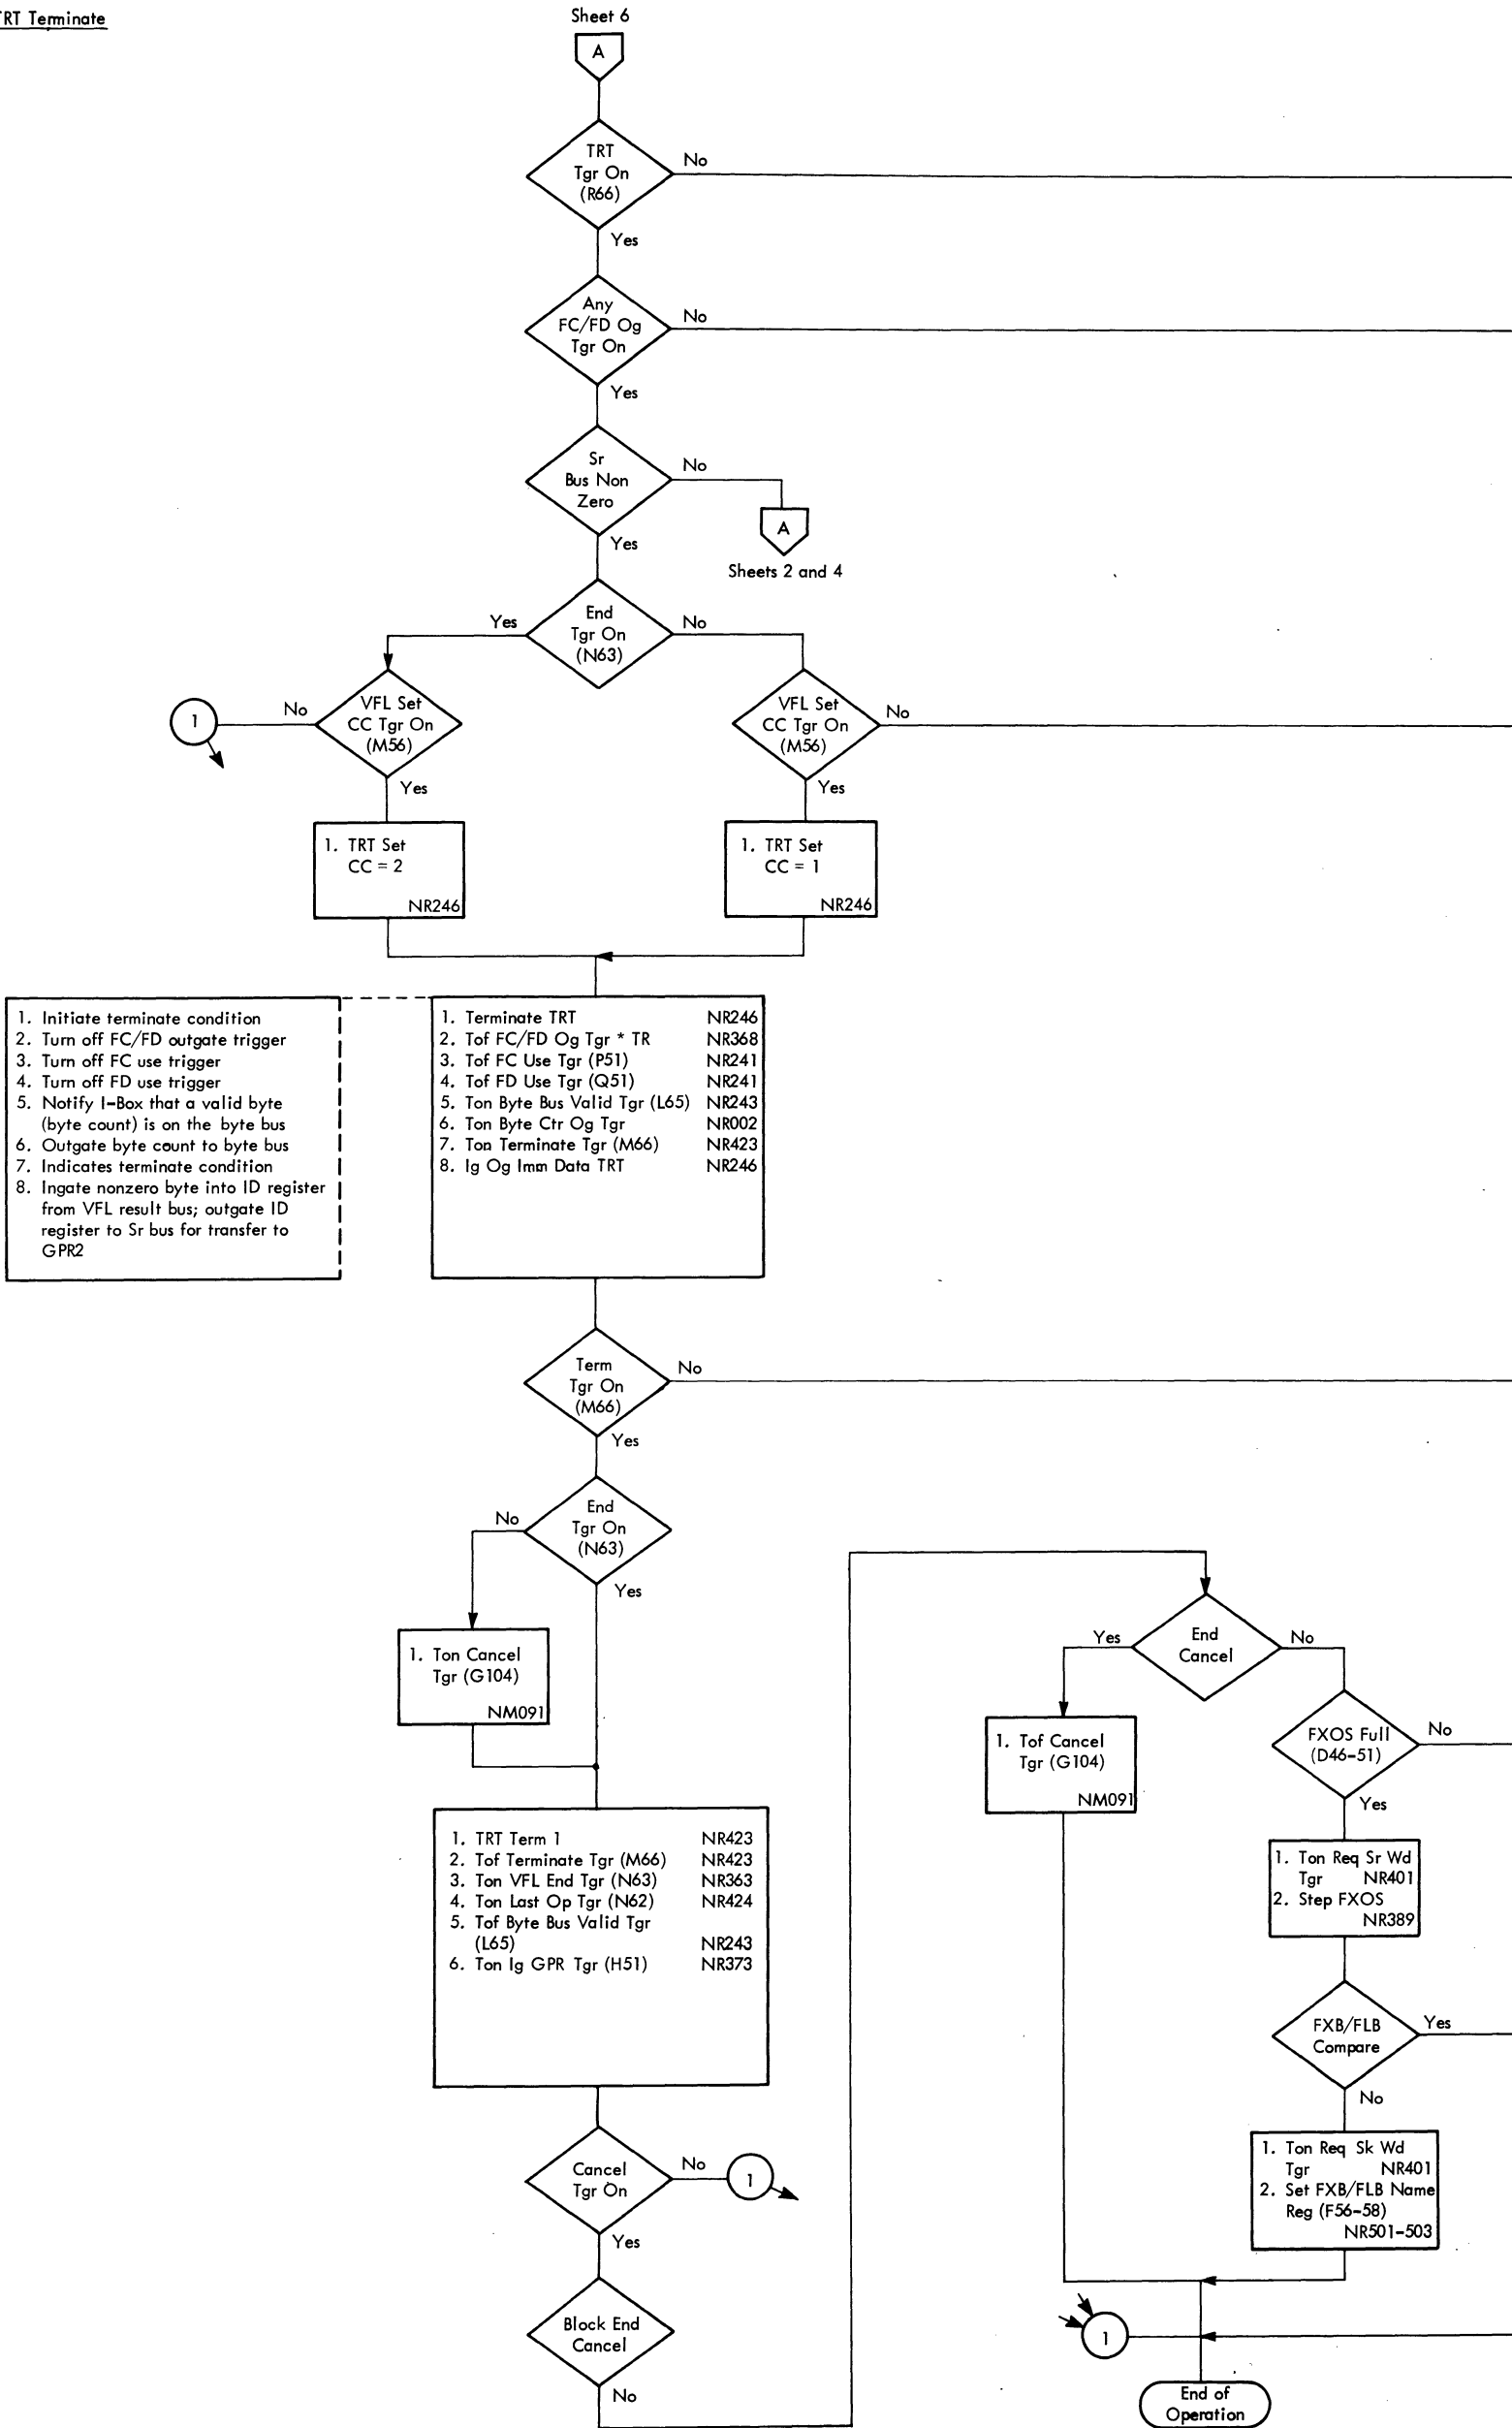 TRT Terminate
Sheet 6
A
TRT
Tgr On
(R66)
No
Yes
Any
FC/FD Og
Tgr On
No
Yes
Sr
Bus Non
Zero
No
Yes
A
Sheets 2 and 4
End
Tgr On
(N63)
Yes
No
1
No
VFL Set
CC Tgr On
(M56)
Yes
VFL Set
CC Tgr On
(M56)
No
Yes
1. TRT Set
CC = 2
NR246
1. TRT Set
CC = 1
NR246
1. Initiate terminate condition
2. Turn off FC/FD outgate trigger
3. Turn off FC use trigger
4. Turn off FD use trigger
5. Notify I-Box that a valid byte
(byte count) is on the byte bus
6. Outgate byte count to byte bus
7. Indicates terminate condition
8. Ingate nonzero byte into ID register
from VFL result bus; outgate ID
register to Sr bus for transfer to
GPR2
1. Terminate TRT NR246
2. Tof FC/FD Og Tgr * TR NR368
3. Tof FC Use Tgr (P51) NR241
4. Tof FD Use Tgr (Q51) NR241
5. Ton Byte Bus Valid Tgr (L65) NR243
6. Ton Byte Ctr Og Tgr NR002
7. Ton Terminate Tgr (M66) NR423
8. Ig Og Imm Data TRT NR246
Term
Tgr On
(M66)
No
Yes
End
Tgr On
(N63)
No
Yes
1. Ton Cancel
Tgr (G104)
NM091
1. TRT Term 1 NR423
2. Tof Terminate Tgr (M66) NR423
3. Ton VFL End Tgr (N63) NR363
4. Ton Last Op Tgr (N62) NR424
5. Tof Byte Bus Valid Tgr
(L65) NR243
6. Ton Ig GPR Tgr (H51) NR373
Cancel
Tgr On
No
1
Yes
Block End
Cancel
No
End
Cancel
Yes
No
1. Tof Cancel
Tgr (G104)
NM091
FXOS Full
(D46-51)
No
Yes
1. Ton Req Sr Wd
Tgr NR401
2. Step FXOS
NR389
FXB/FLB
Compare
Yes
No
1. Ton Req Sk Wd
Tgr NR401
2. Set FXB/FLB Name
Reg (F56-58)
NR501-503
1
End of
Operation